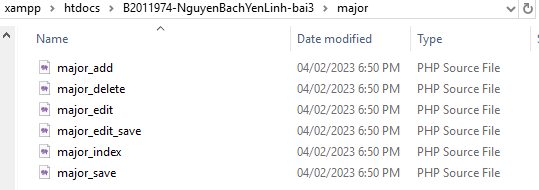 xampp > htdocs > B2011974-NguyenBachYenLinh-bai3 > major
Name Date modified Type
major_add 04/02/2023 6:50 PM PHP Source File
major_delete 04/02/2023 6:50 PM PHP Source File
major_edit 04/02/2023 6:50 PM PHP Source File
major_edit_save 04/02/2023 6:50 PM PHP Source File
major_index 04/02/2023 6:50 PM PHP Source File
major_save 04/02/2023 6:50 PM PHP Source File